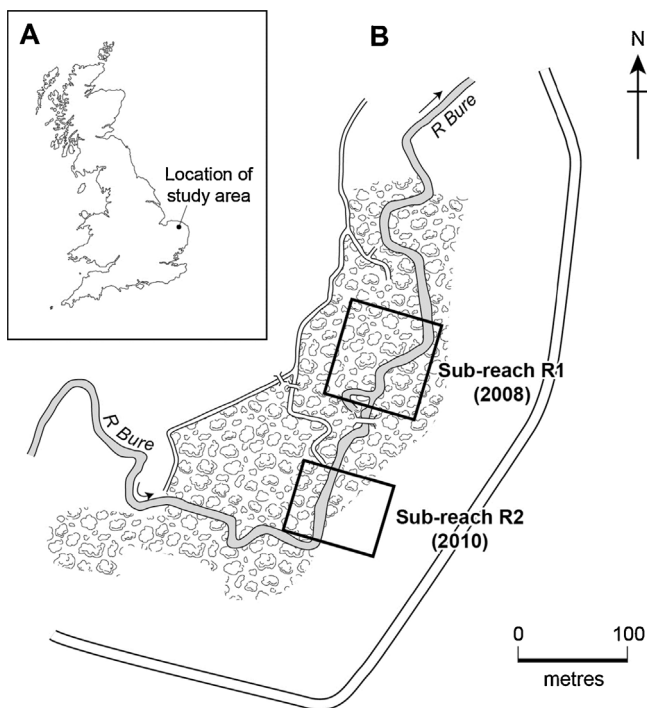 A
Location of
study area
B
N
R Bure
Sub-reach R1
(2008)
R Bure
Sub-reach R2
(2010)
0 100
metres